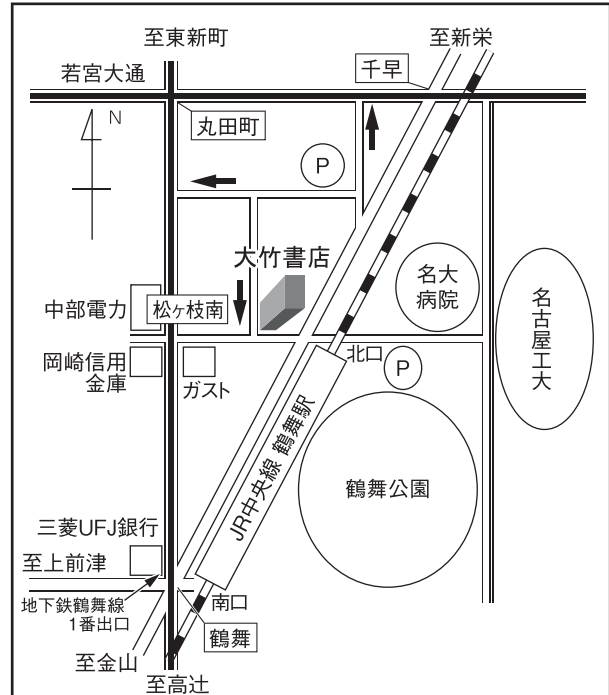 至東新町
至新栄
若宮大通
千早
N
丸田町
P
大竹書店
名大
病院
名古屋工大
中部電力
松ヶ枝南
岡崎信用
金庫
ガスト
北口
P
JR中央線 鶴舞駅
鶴舞公園
三菱UFJ銀行
至上前津
地下鉄鶴舞線
1番出口
南口
鶴舞
至金山
至高辻